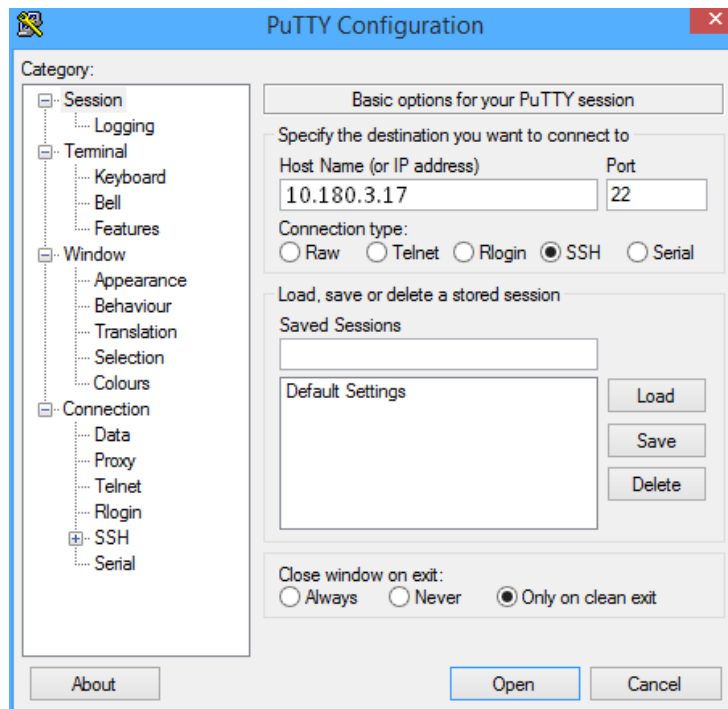 PuTTY Configuration
Category:
Session
Logging
Terminal
Keyboard
Bell
Features
Window
Appearance
Behaviour
Translation
Selection
Colours
Connection
Data
Proxy
Telnet
Rlogin
SSH
Serial
Basic options for your PuTTY session
Specify the destination you want to connect to
Host Name (or IP address) Port
10.180.3.17 22
Connection type:
Raw Telnet Rlogin SSH Serial
Load, save or delete a stored session
Saved Sessions
Default Settings
Load
Save
Delete
Close window on exit:
Always Never Only on clean exit
About Open Cancel